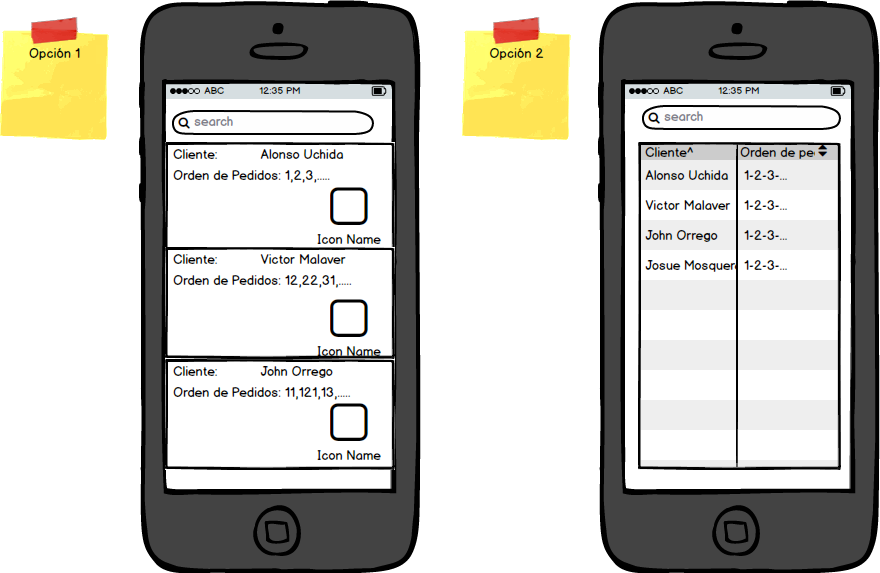 Opción 1
ABC 12:35 PM
search
Cliente: Alonso Uchida
Orden de Pedidos: 1,2,3,.....
Icon Name
Cliente: Victor Malaver
Orden de Pedidos: 12,22,31,.....
Icon Name
Cliente: John Orrego
Orden de Pedidos: 11,121,13,.....
Icon Name
Opción 2
ABC 12:35 PM
search
Cliente^ Orden de pe
Alonso Uchida 1-2-3-...
Victor Malaver 1-2-3-...
John Orrego 1-2-3-...
Josue Mosquera 1-2-3-...